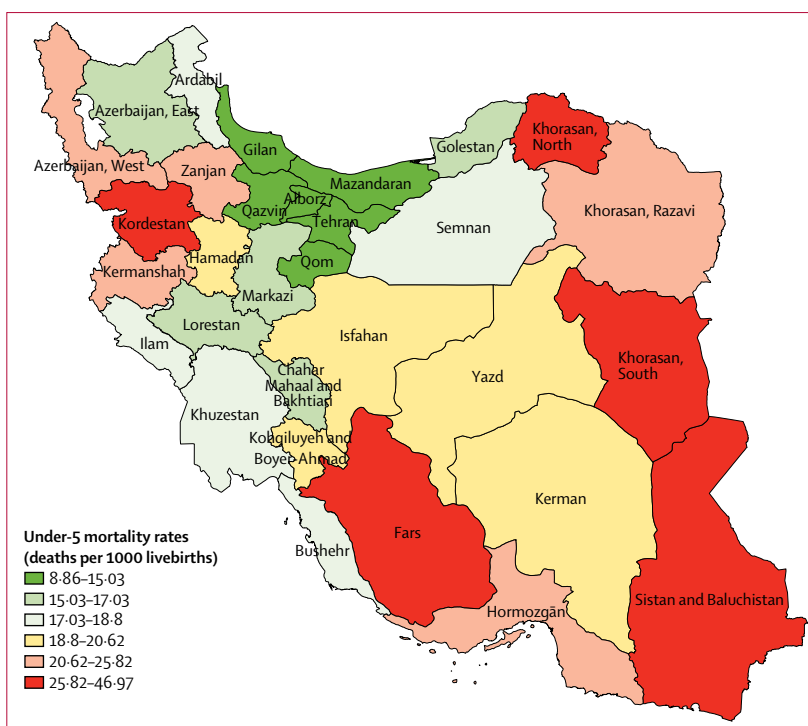 Ardabil
Azerbaijan, East
Gilan
Golestan
Khorasan,
North
Azerbaijan, West
Zanjan
Mazandaran
Khorasan, Razavi
Alborz
Qazvin
Tehran
Kordestan
Semnan
Hamadan
Qom
Kermanshah
Markazi
Lorestan
Isfahan
Ilam
Khorasan,
South
Chahar
Mahaal and
Bakhtiari
Yazd
Khuzestan
Kohgiluyeh and
Boyer-Ahmad
Kerman
Fars
Bushehr
Sistan and Baluchistan
Hormozgān
Under-5 mortality rates
(deaths per 1000 livebirths)
8·86–15·03
15·03–17·03
17·03–18·8
18·8–20·62
20·62–25·82
25·82–46·97